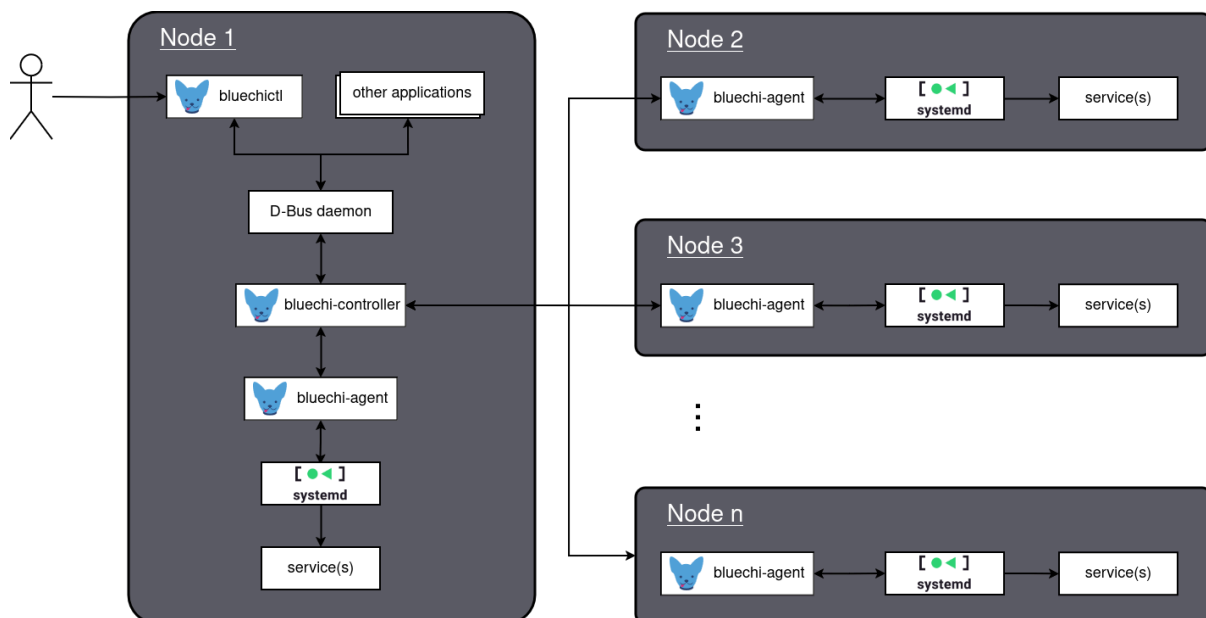 Node 1
bluechictl
other applications
D-Bus daemon
bluechi-controller
bluechi-agent
[ ]
systemd
service(s)
Node 2
bluechi-agent
[ ]
systemd
service(s)
Node 3
bluechi-agent
[ ]
systemd
service(s)
⋮
Node n
bluechi-agent
[ ]
systemd
service(s)